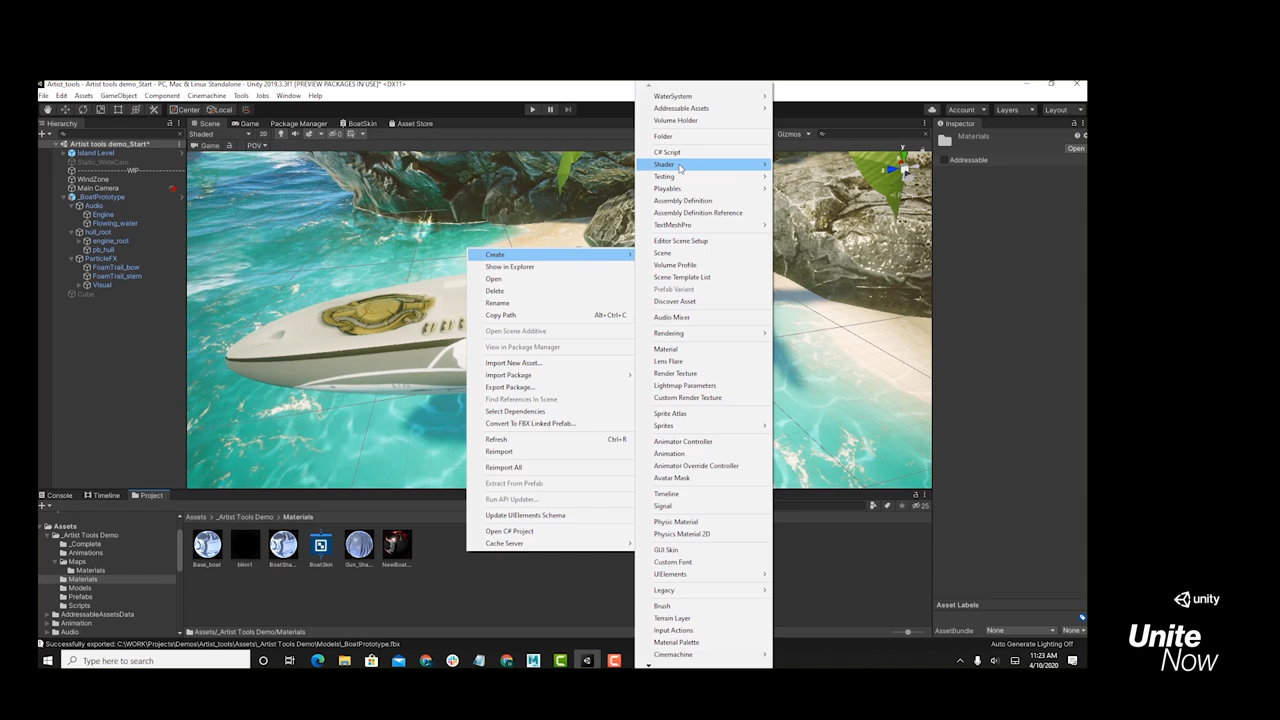 Artist_tools - Artist tools demo_Start - PC, Mac & Linux Standalone - Unity 2019.3.3f1 [PREVIEW PACKAGES IN USE]* <DX11>
File Edit Assets GameObject Component Cinemachine Tools Jobs Window Help
Center Local
Account Layers Layout
Hierarchy
Scene Game Package Manager BoatSkin Asset Store
Inspector
Shaded 2D 0 Gizmos
Game POV
Artist tools demo_Start*
Island Level
Static_WideCam
WIP
WindZone
Main Camera
_BoatPrototype
Audio
Engine
Flowing_water
hull_root
engine_root
pb_hull
ParticleFX
FoamTrail_bow
FoamTrail_stern
Visual
Cube
Create
Show in Explorer
Open
Delete
Rename
Copy Path Alt+Ctrl+C
Open Scene Additive
View in Package Manager
Import New Asset...
Import Package
Export Package...
Find References In Scene
Select Dependencies
Convert To FBX Linked Prefab...
Refresh Ctrl+R
Reimport
Reimport All
Extract From Prefab
Run API Updater...
Update UIElements Schema
Open C# Project
Cache Server
WaterSystem
Addressable Assets
Volume Holder
Folder
C# Script
Shader
Testing
Playables
Assembly Definition
Assembly Definition Reference
TextMeshPro
Editor Scene Setup
Scene
Volume Profile
Scene Template List
Prefab Variant
Discover Asset
Audio Mixer
Rendering
Material
Lens Flare
Render Texture
Lightmap Parameters
Custom Render Texture
Sprite Atlas
Sprites
Animator Controller
Animation
Animator Override Controller
Avatar Mask
Timeline
Signal
Physic Material
Physics Material 2D
GUI Skin
Custom Font
UIElements
Legacy
Brush
Terrain Layer
Input Actions
Material Palette
Cinemachine
y
z
Materials
Open
Addressable
Console Timeline Project
25
Assets
_Artist Tools Demo
_Complete
Animations
Maps
Materials
Materials
Models
Prefabs
Scripts
AddressableAssetsData
Animation
Audio
Assets > _Artist Tools Demo > Materials
Base_boat blinn1 BoatSha... BoatSkin Gun_Sha... NewBoat...
Assets/_Artist Tools Demo/Materials
Asset Labels
AssetBundle None None
Successfully exported: C:\WORK\Projects\Demos\Artist_tools\Assets\_Artist Tools Demo\Models\_BoatPrototype.fbx
Auto Generate Lighting Off
Type here to search
11:23 AM
4/10/2020
unity
Unite
Now